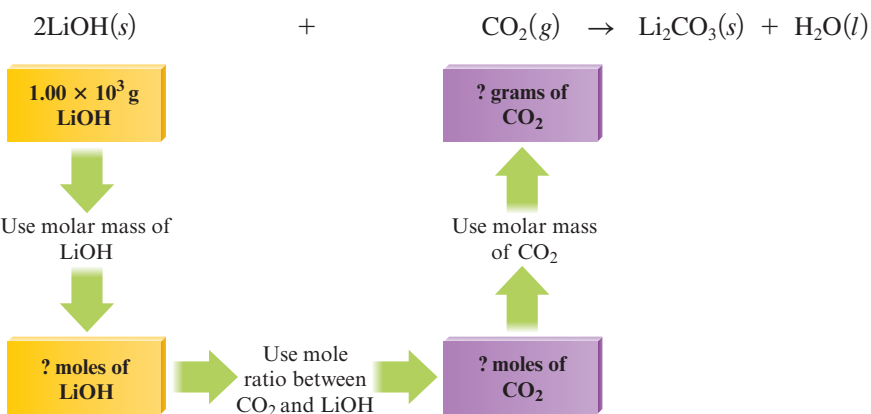 2LiOH(s) + CO₂(g) → Li₂CO₃(s) + H₂O(l)
1.00 × 10³ g
LiOH
Use molar mass of
LiOH
? moles of
LiOH
Use mole
ratio between
CO₂ and LiOH
? moles of
CO₂
Use molar mass
of CO₂
? grams of
CO₂